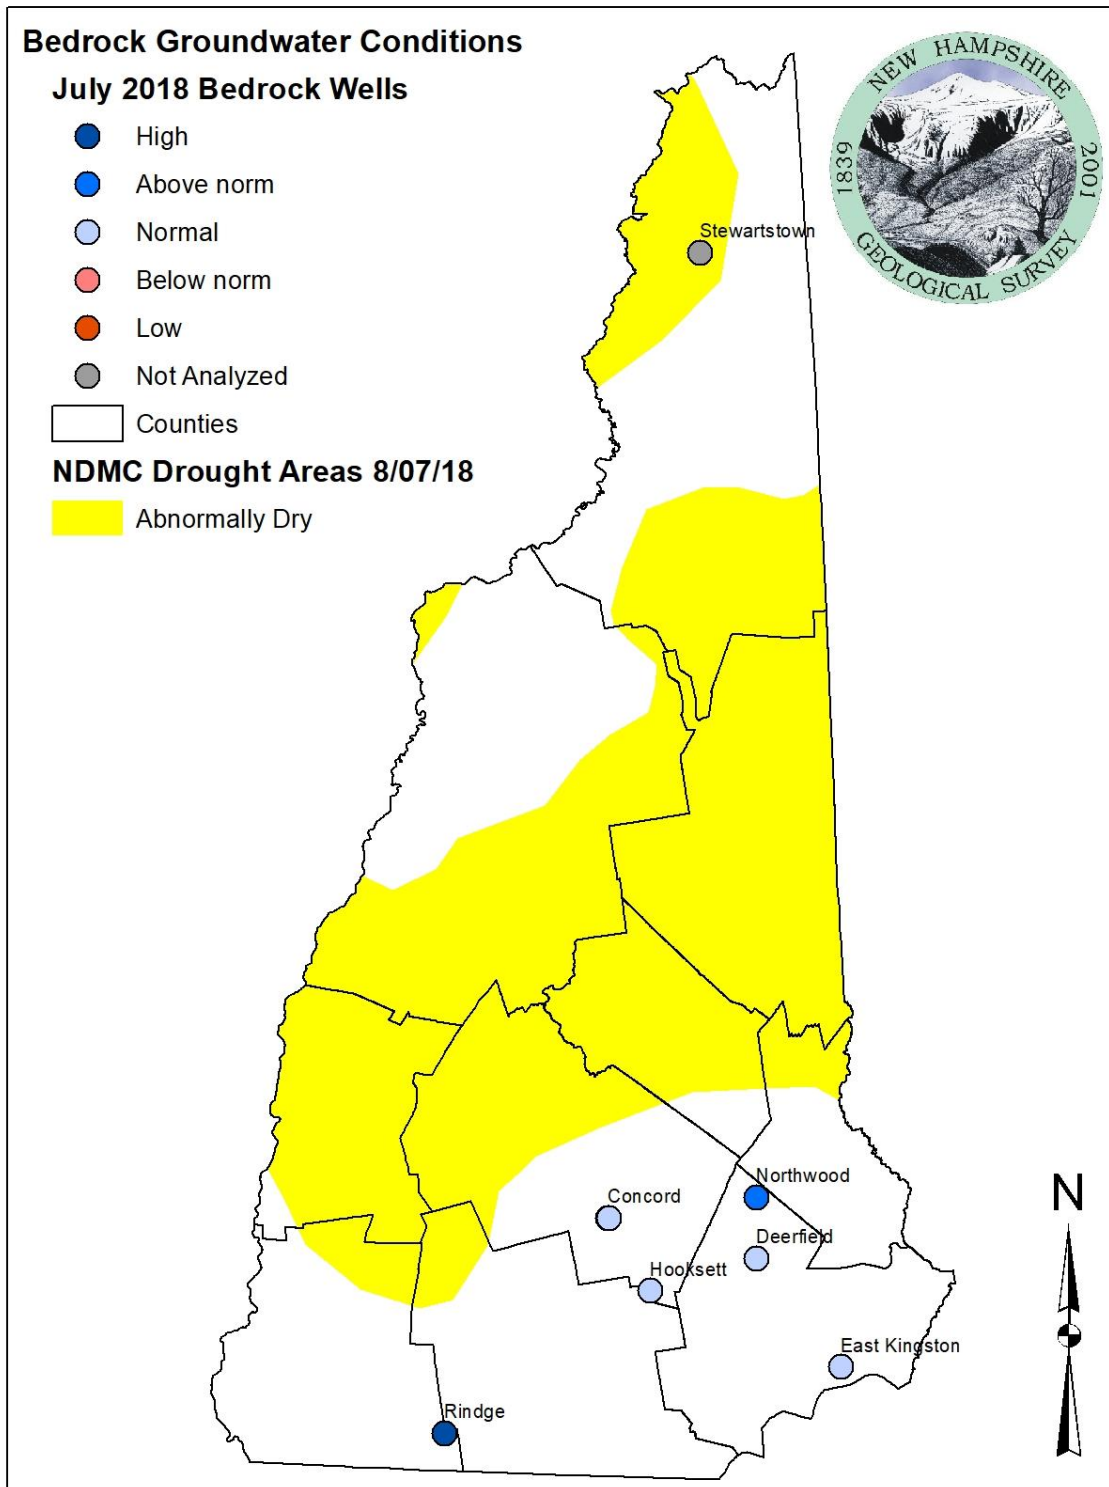 Bedrock Groundwater Conditions
July 2018 Bedrock Wells
High
Above norm
Normal
Below norm
Low
Not Analyzed
Counties
NDMC Drought Areas 8/07/18
Abnormally Dry
NEW HAMPSHIRE
1839
2001
GEOLOGICAL SURVEY
Stewartstown
Northwood
Concord
Deerfield
Hooksett
East Kingston
Rindge
N